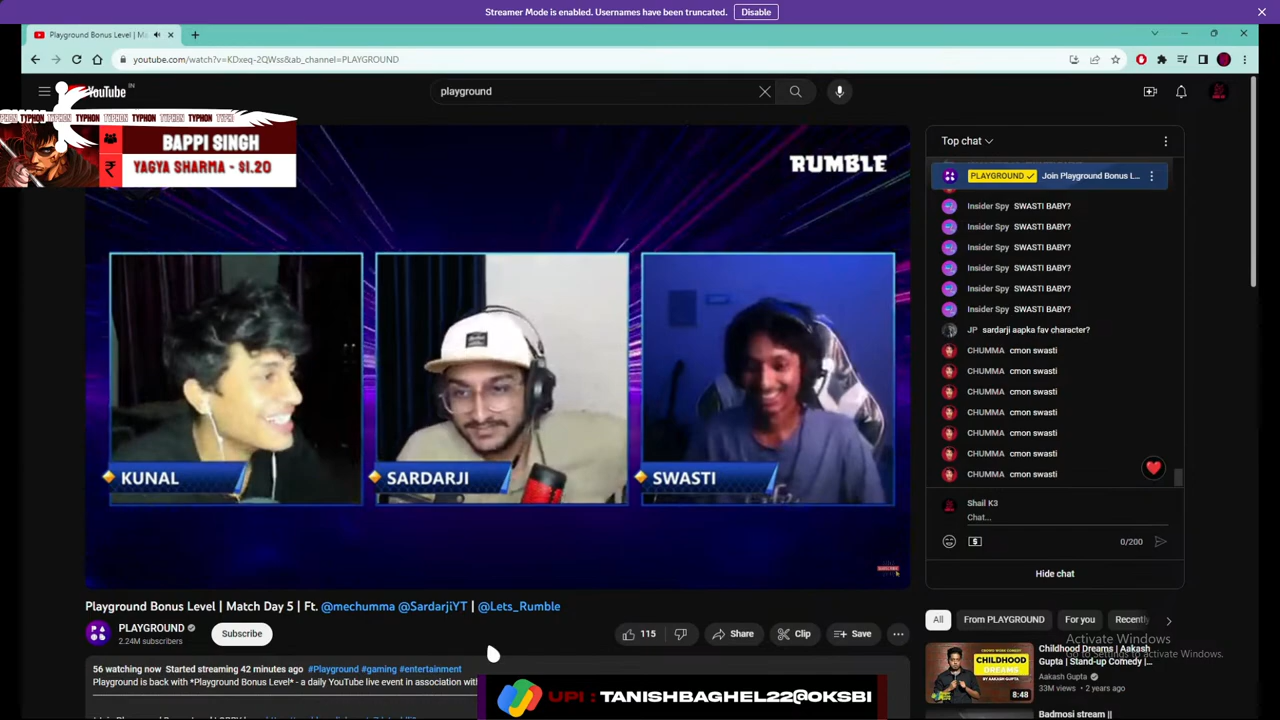 Streamer Mode is enabled. Usernames have been truncated.
Disable
Playground Bonus Level | Ma
youtube.com/watch?v=KDxeq-2QWss&ab_channel=PLAYGROUND
YouTube
IN
playground
TYPHON TYPHON TYPHON TYPHON
BAPPI SINGH
YAGYA SHARMA - $1.20
RUMBLE
KUNAL
SARDARJI
SWASTI
Top chat
PLAYGROUND Join Playground Bonus L...
Insider Spy SWASTI BABY?
Insider Spy SWASTI BABY?
Insider Spy SWASTI BABY?
Insider Spy SWASTI BABY?
Insider Spy SWASTI BABY?
Insider Spy SWASTI BABY?
JP sardarji aapka fav character?
CHUMMA cmon swasti
CHUMMA cmon swasti
CHUMMA cmon swasti
CHUMMA cmon swasti
CHUMMA cmon swasti
CHUMMA cmon swasti
CHUMMA cmon swasti
Shail K3
Chat...
0/200
Hide chat
Playground Bonus Level | Match Day 5 | Ft. @mechumma @SardarjiYT | @Lets_Rumble
PLAYGROUND
2.24M subscribers
Subscribe
115
Share
Clip
Save
56 watching now Started streaming 42 minutes ago #Playground #gaming #entertainment
Playground is back with *Playground Bonus Level* - a daily YouTube live event in association wit
UPI : TANISHBAGHEL22@OKSBI
All
From PLAYGROUND
For you
Recently
Activate Windows
Go to Settings to activate Windows.
CHILDHOOD
DREAMS
8:48
Childhood Dreams | Aakash
Gupta | Stand-up Comedy |...
Aakash Gupta
33M views • 2 years ago
Badmosi stream ||